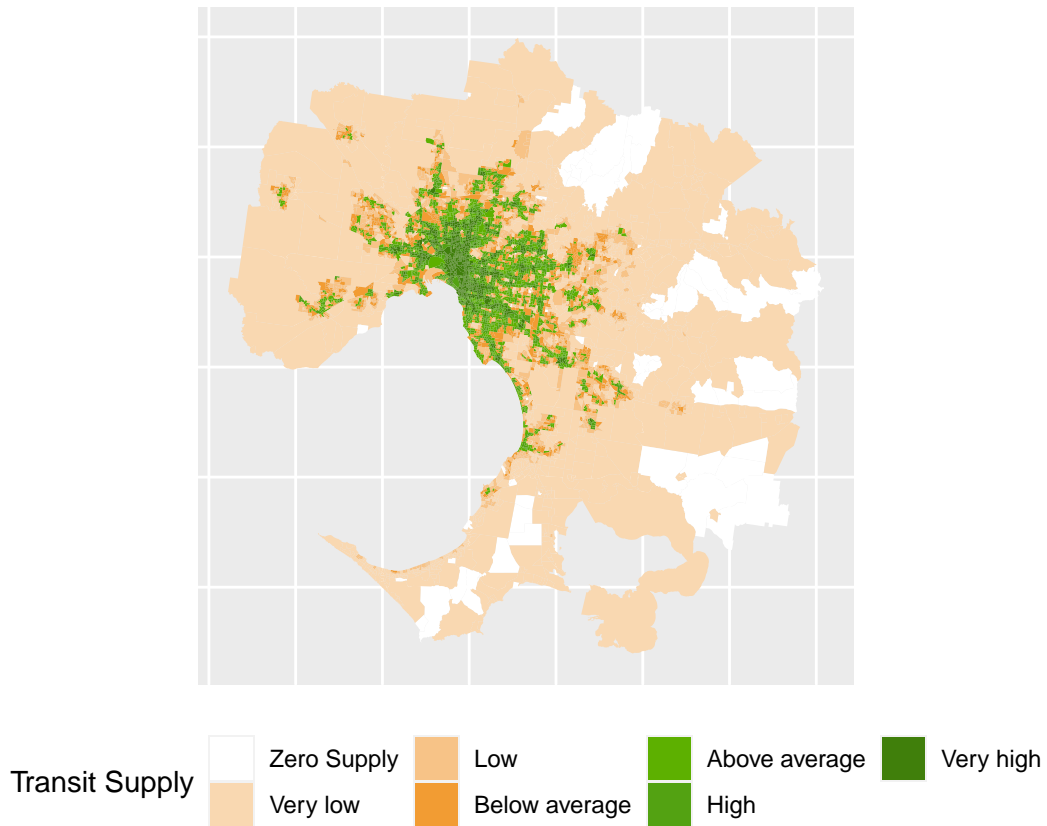 Transit Supply
Zero Supply
Very low
Low
Below average
Above average
High
Very high